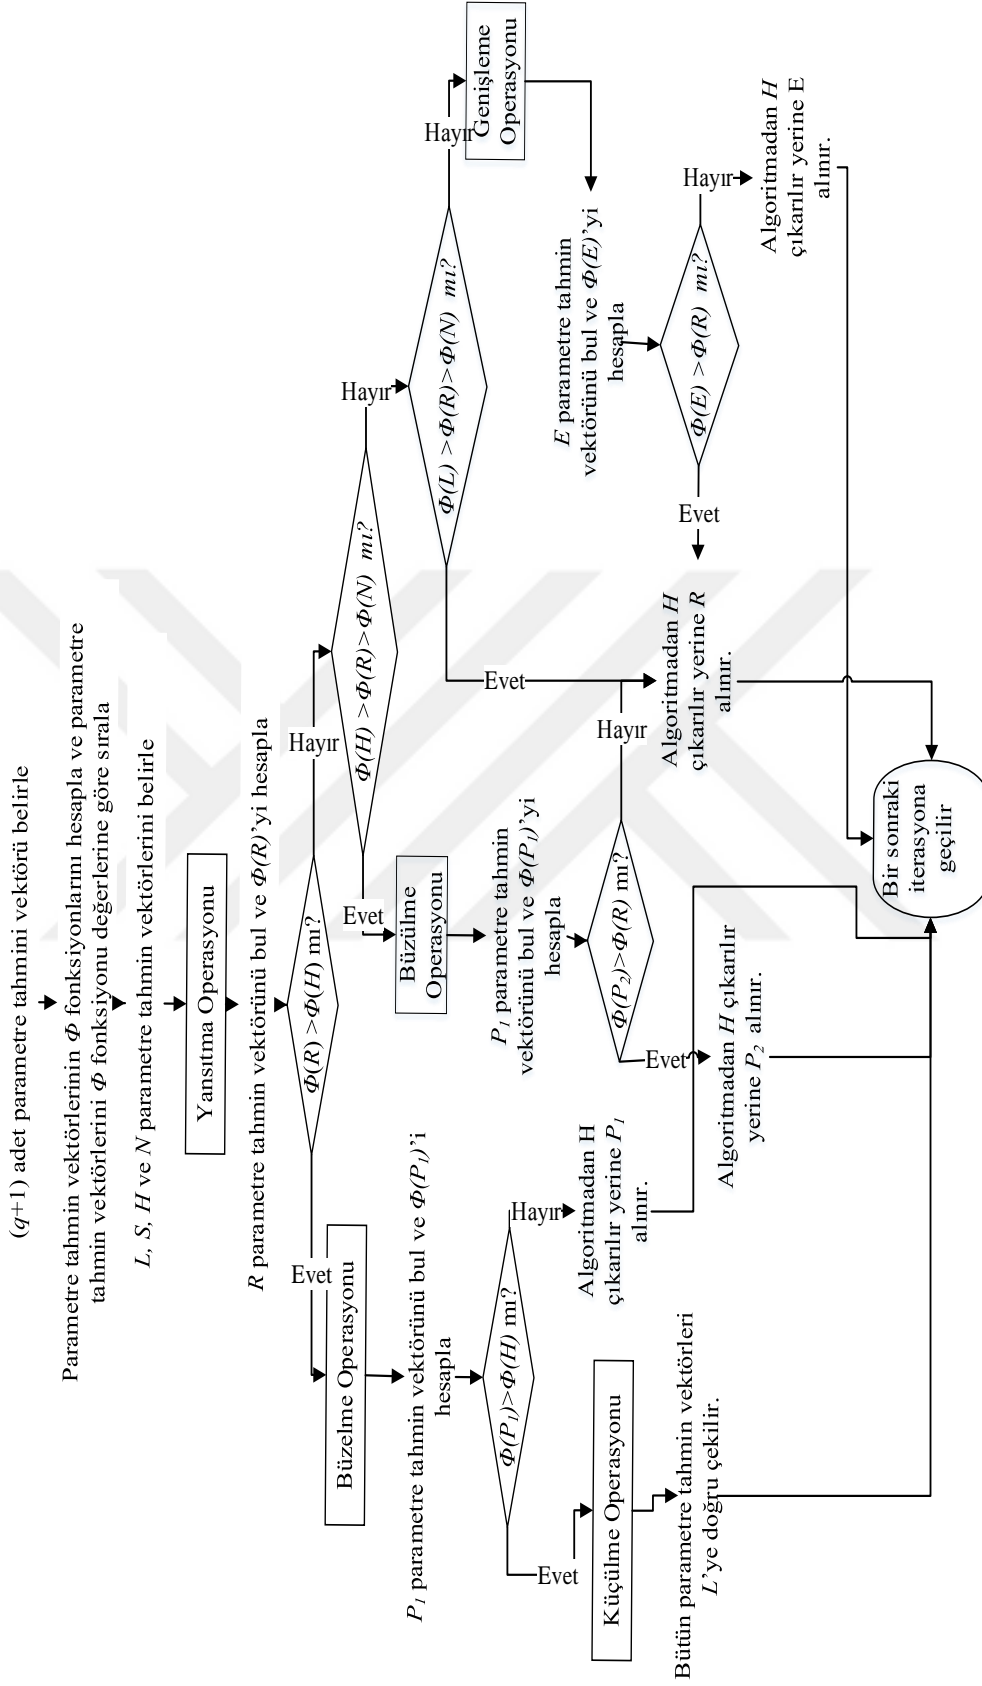 (q+1) adet parametre tahmini vektörü belirle
Parametre tahmin vektörlerinin Φ fonksiyonlarını hesapla ve parametre
tahmin vektörlerini Φ fonksiyonu değerlerine göre sırala
L, S, H ve N parametre tahmin vektörlerini belirle
Yansıtma Operasyonu
R parametre tahmin vektörünü bul ve Φ(R)'yi hesapla
Φ(R) >Φ(H) mı?
Evet
Hayır
Büzelme Operasyonu
P₁ parametre tahmin vektörünü bul ve Φ(P₁)'i
hesapla
Φ(P₁)>Φ(H) mı?
Evet
Hayır
Küçülme Operasyonu
Bütün parametre tahmin vektörleri
L'ye doğru çekilir.
Algoritmadan H
çıkarılır yerine P₁
alınır.
Φ(H) >Φ(R)>Φ(N) mı?
Evet
Hayır
Büzülme
Operasyonu
P₁ parametre tahmin
vektörünü bul ve Φ(P₁)'yi
hesapla
Φ(P₂)>Φ(R) mı?
Evet
Hayır
Algoritmadan H çıkarılır
yerine P₂ alınır.
Φ(L) >Φ(R)>Φ(N) mı?
Evet
Hayır
Genişleme
Operasyonu
E parametre tahmin
vektörünü bul ve Φ(E)'yi
hesapla
Φ(E) >Φ(R) mı?
Evet
Hayır
Algoritmadan H
çıkarılır yerine R
alınır.
Algoritmadan H
çıkarılır yerine E
alınır.
Bir sonraki
iterasyona
geçilir